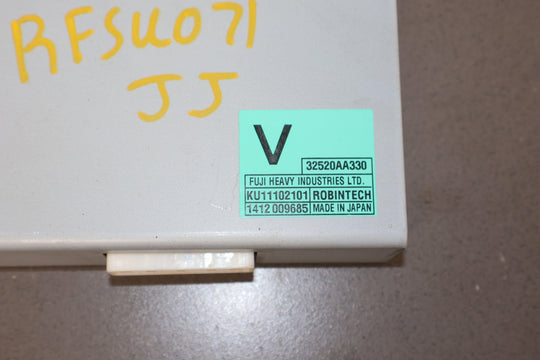 RFSU071
JJ
V
32520AA330
FUJI HEAVY INDUSTRIES LTD.
KU11102101 ROBINTECH
1412 009685 MADE IN JAPAN